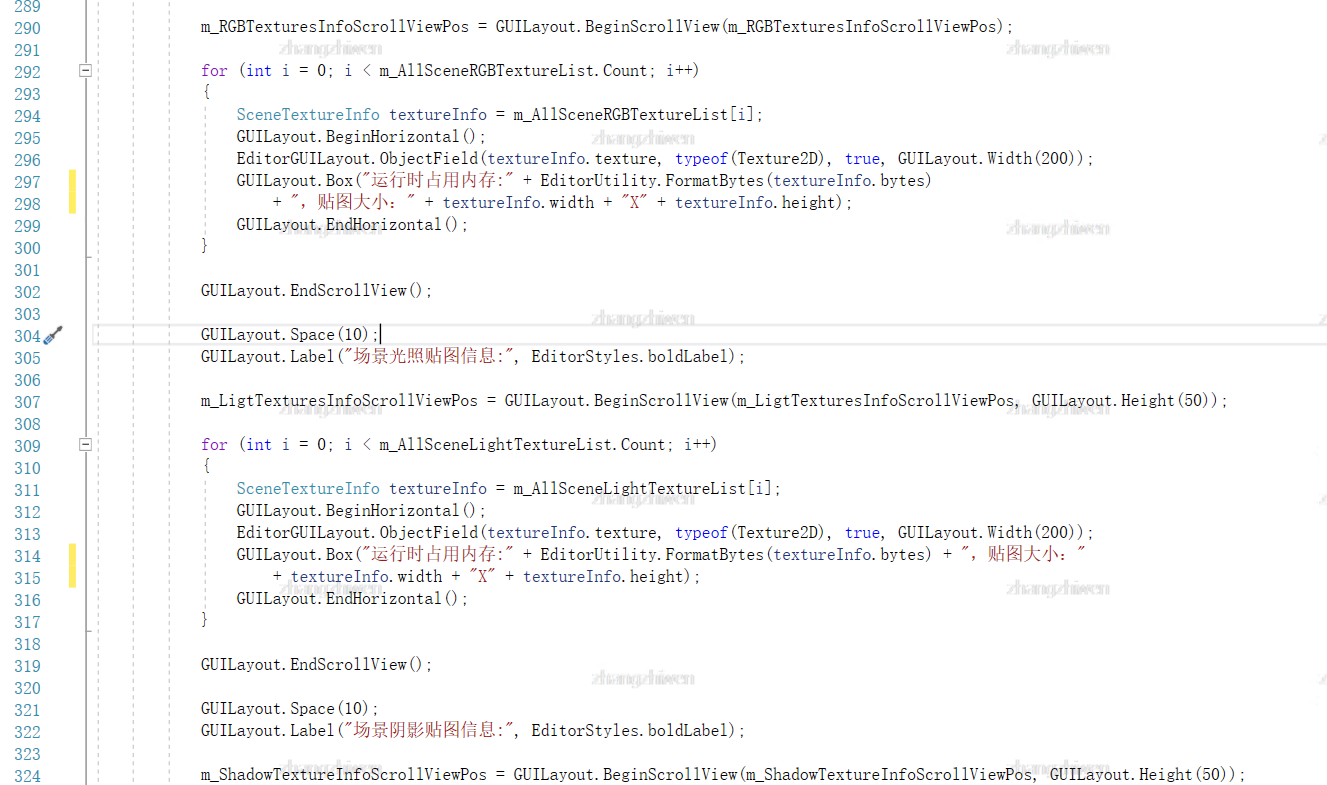 289
290 m_RGBTexturesInfoScrollViewPos = GUILayout.BeginScrollView(m_RGBTexturesInfoScrollViewPos);
291
292 for (int i = 0; i < m_AllSceneRGBTextureList.Count; i++)
293 {
294 SceneTextureInfo textureInfo = m_AllSceneRGBTextureList[i];
295 GUILayout.BeginHorizontal();
296 EditorGUILayout.ObjectField(textureInfo.texture, typeof(Texture2D), true, GUILayout.Width(200));
297 GUILayout.Box("运行时占用内存:" + EditorUtility.FormatBytes(textureInfo.bytes)
298 + ", 贴图大小：" + textureInfo.width + "X" + textureInfo.height);
299 GUILayout.EndHorizontal();
300 }
301
302 GUILayout.EndScrollView();
303
304 GUILayout.Space(10);
305 GUILayout.Label("场景光照贴图信息:", EditorStyles.boldLabel);
306
307 m_LigtTexturesInfoScrollViewPos = GUILayout.BeginScrollView(m_LigtTexturesInfoScrollViewPos, GUILayout.Height(50));
308
309 for (int i = 0; i < m_AllSceneLightTextureList.Count; i++)
310 {
311 SceneTextureInfo textureInfo = m_AllSceneLightTextureList[i];
312 GUILayout.BeginHorizontal();
313 EditorGUILayout.ObjectField(textureInfo.texture, typeof(Texture2D), true, GUILayout.Width(200));
314 GUILayout.Box("运行时占用内存:" + EditorUtility.FormatBytes(textureInfo.bytes) + ", 贴图大小："
315 + textureInfo.width + "X" + textureInfo.height);
316 GUILayout.EndHorizontal();
317 }
318
319 GUILayout.EndScrollView();
320
321 GUILayout.Space(10);
322 GUILayout.Label("场景阴影贴图信息:", EditorStyles.boldLabel);
323
324 m_ShadowTextureInfoScrollViewPos = GUILayout.BeginScrollView(m_ShadowTextureInfoScrollViewPos, GUILayout.Height(50));